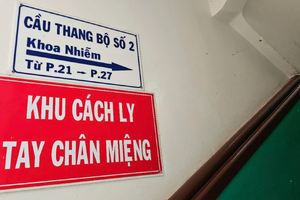 CẦU THANG BỘ SỐ 2
Khoa Nhiễm
Từ P.21 – P.27
KHU CÁCH LY
TAY CHÂN MIỆNG